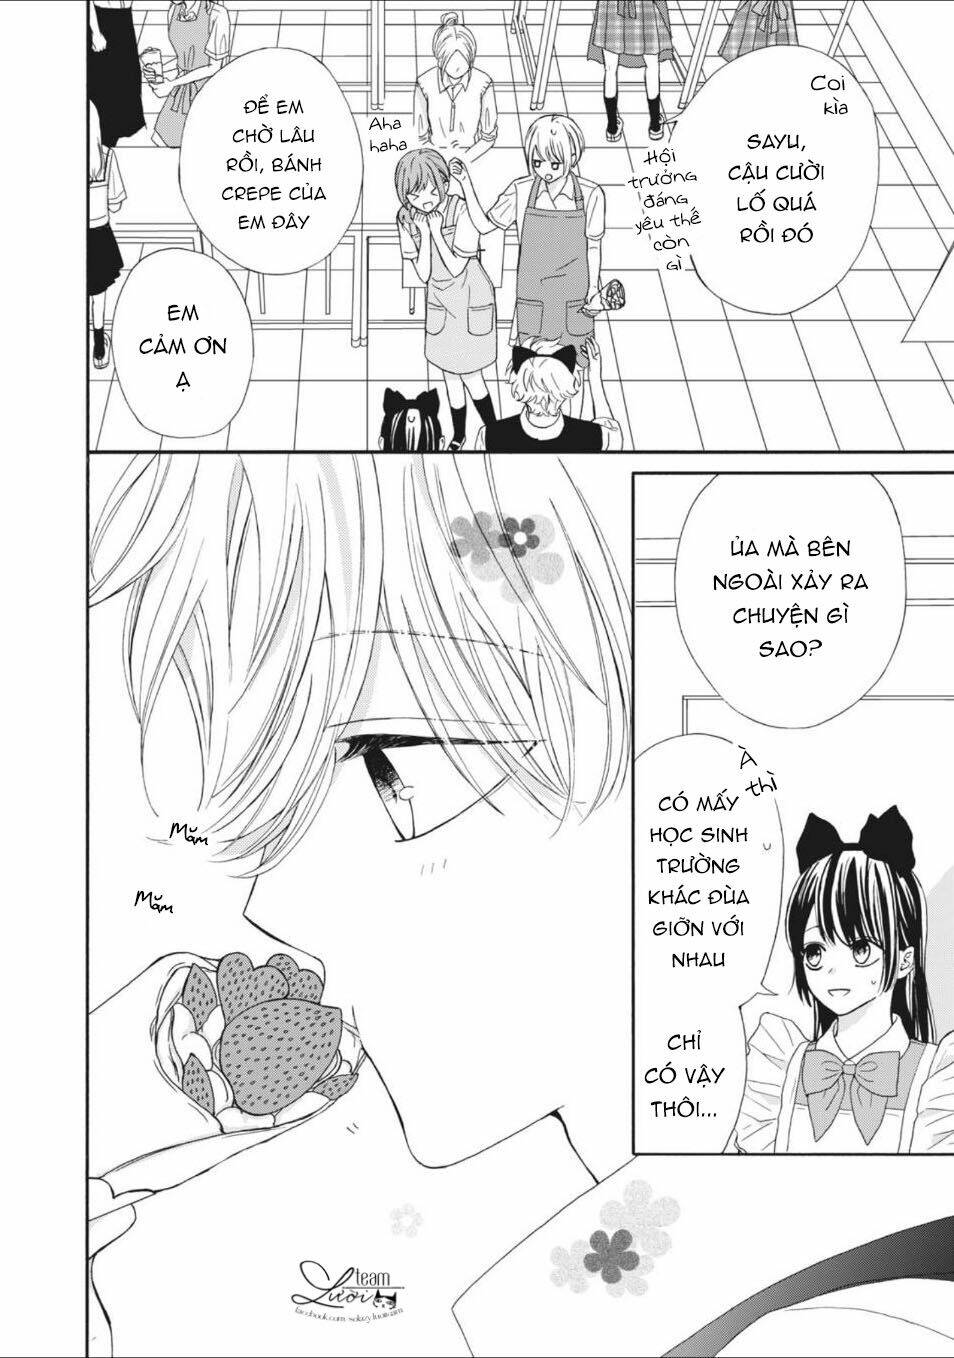 Coi
kìa
SAYU,
CẬU CƯỜI
LỐ QUÁ
RỒI ĐÓ
Hội
trưởng
đáng
yêu thế
còn
gì
Aha
haha
ĐỂ EM
CHỜ LÂU
RỒI, BÁNH
CREPE CỦA
EM ĐÂY
EM
CẢM ƠN
Ạ
ỦA MÀ BÊN
NGOÀI XẢY RA
CHUYỆN GÌ
SAO?
À
thì
CÓ MẤY
HỌC SINH
TRƯỜNG
KHÁC ĐÙA
GIỠN VỚI
NHAU
CHỈ
CÓ VẬY
THÔI...
Măm
Măm
team
Lười